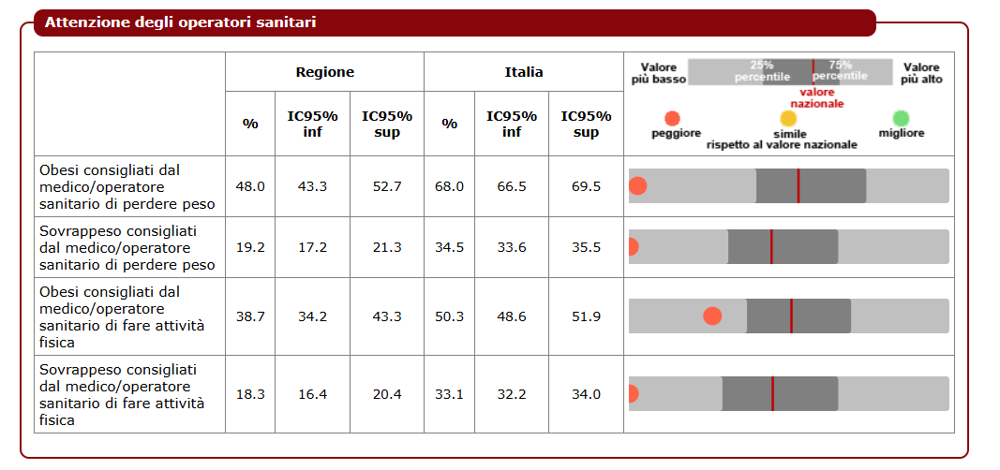 Attenzione degli operatori sanitari
Regione
Italia
Valore
più basso
25%
percentile
75%
percentile
Valore
più alto
valore
nazionale
peggiore
simile
migliore
rispetto al valore nazionale
%
IC95%
inf
IC95%
sup
%
IC95%
inf
IC95%
sup
Obesi consigliati dal
medico/operatore
sanitario di perdere peso
48.0
43.3
52.7
68.0
66.5
69.5
Sovrappeso consigliati
dal medico/operatore
sanitario di perdere peso
19.2
17.2
21.3
34.5
33.6
35.5
Obesi consigliati dal
medico/operatore
sanitario di fare attività
fisica
38.7
34.2
43.3
50.3
48.6
51.9
Sovrappeso consigliati
dal medico/operatore
sanitario di fare attività
fisica
18.3
16.4
20.4
33.1
32.2
34.0